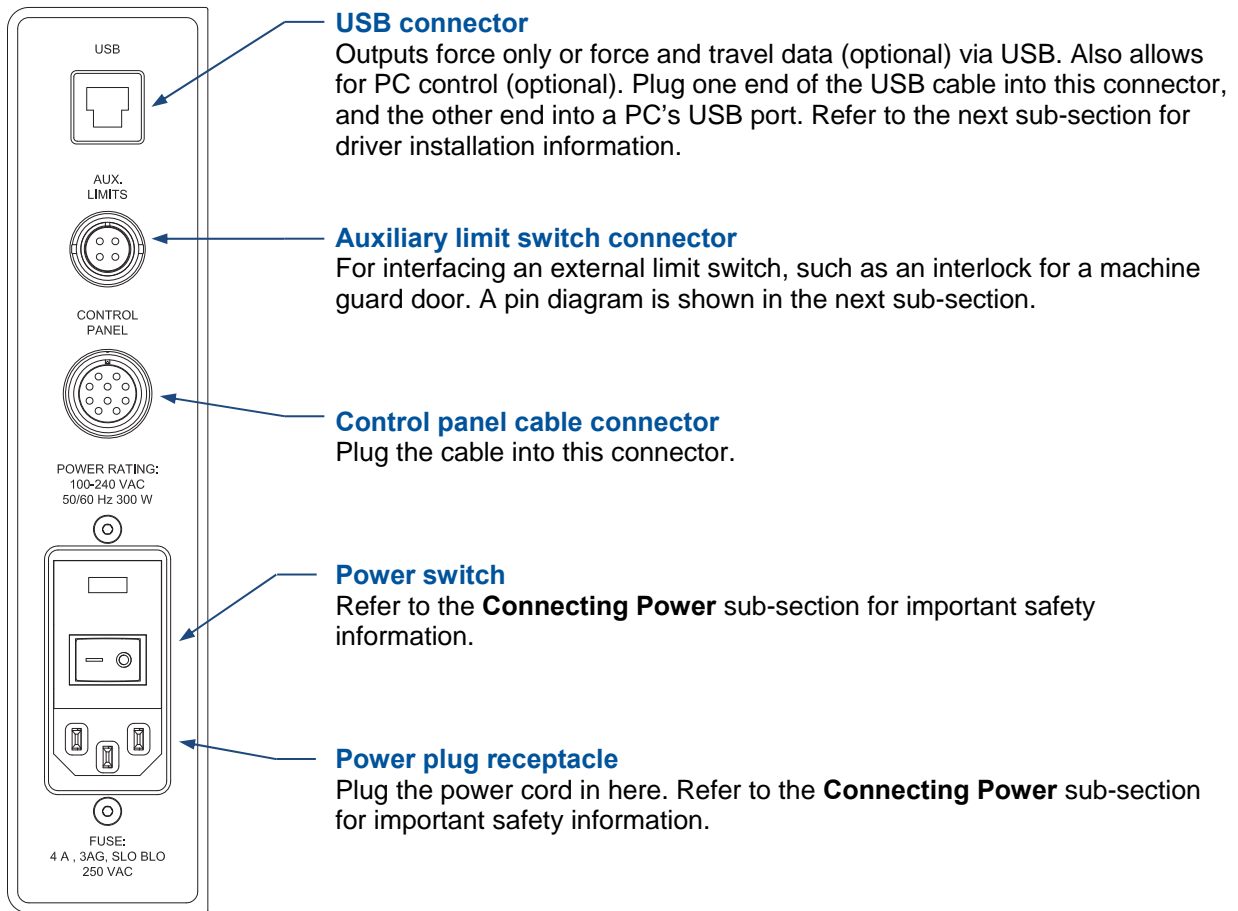 USB
AUX.
LIMITS
CONTROL
PANEL
POWER RATING:
100-240 VAC
50/60 Hz 300 W
FUSE:
4 A , 3AG, SLO BLO
250 VAC
USB connector
Outputs force only or force and travel data (optional) via USB. Also allows
for PC control (optional). Plug one end of the USB cable into this connector,
and the other end into a PC’s USB port. Refer to the next sub-section for
driver installation information.
Auxiliary limit switch connector
For interfacing an external limit switch, such as an interlock for a machine
guard door. A pin diagram is shown in the next sub-section.
Control panel cable connector
Plug the cable into this connector.
Power switch
Refer to the Connecting Power sub-section for important safety
information.
Power plug receptacle
Plug the power cord in here. Refer to the Connecting Power sub-section
for important safety information.